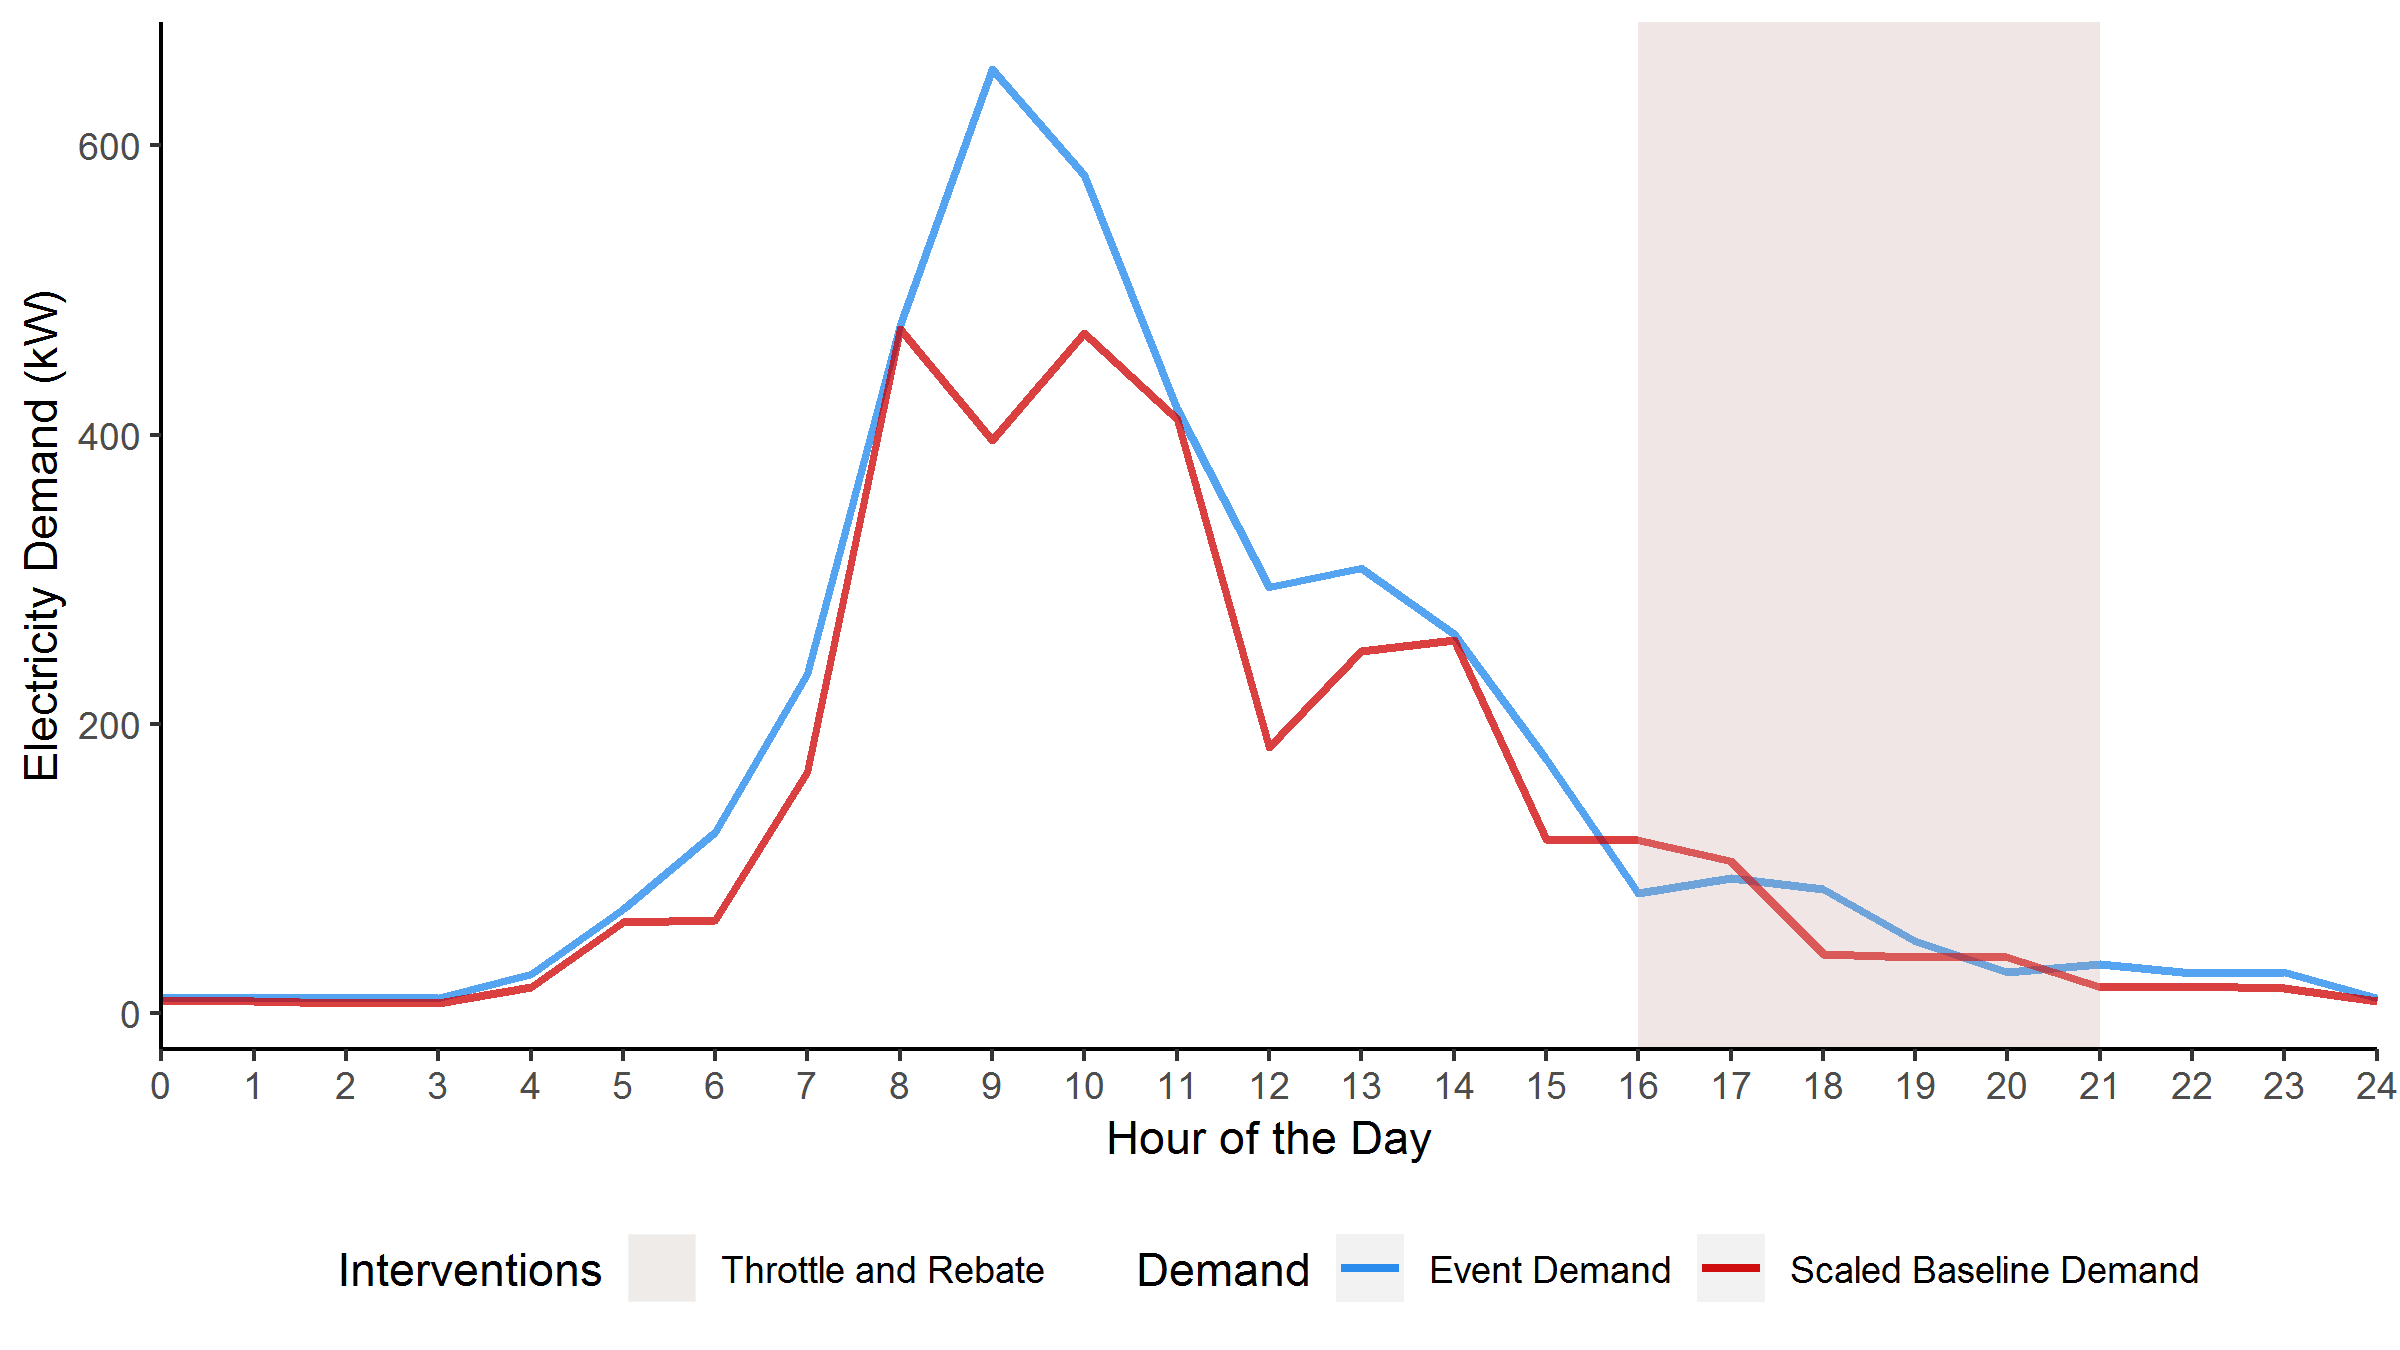 Electricity Demand (kW)
600
400
200
0
0 1 2 3 4 5 6 7 8 9 10 11 12 13 14 15 16 17 18 19 20 21 22 23 24
Hour of the Day
Interventions Throttle and Rebate Demand Event Demand Scaled Baseline Demand